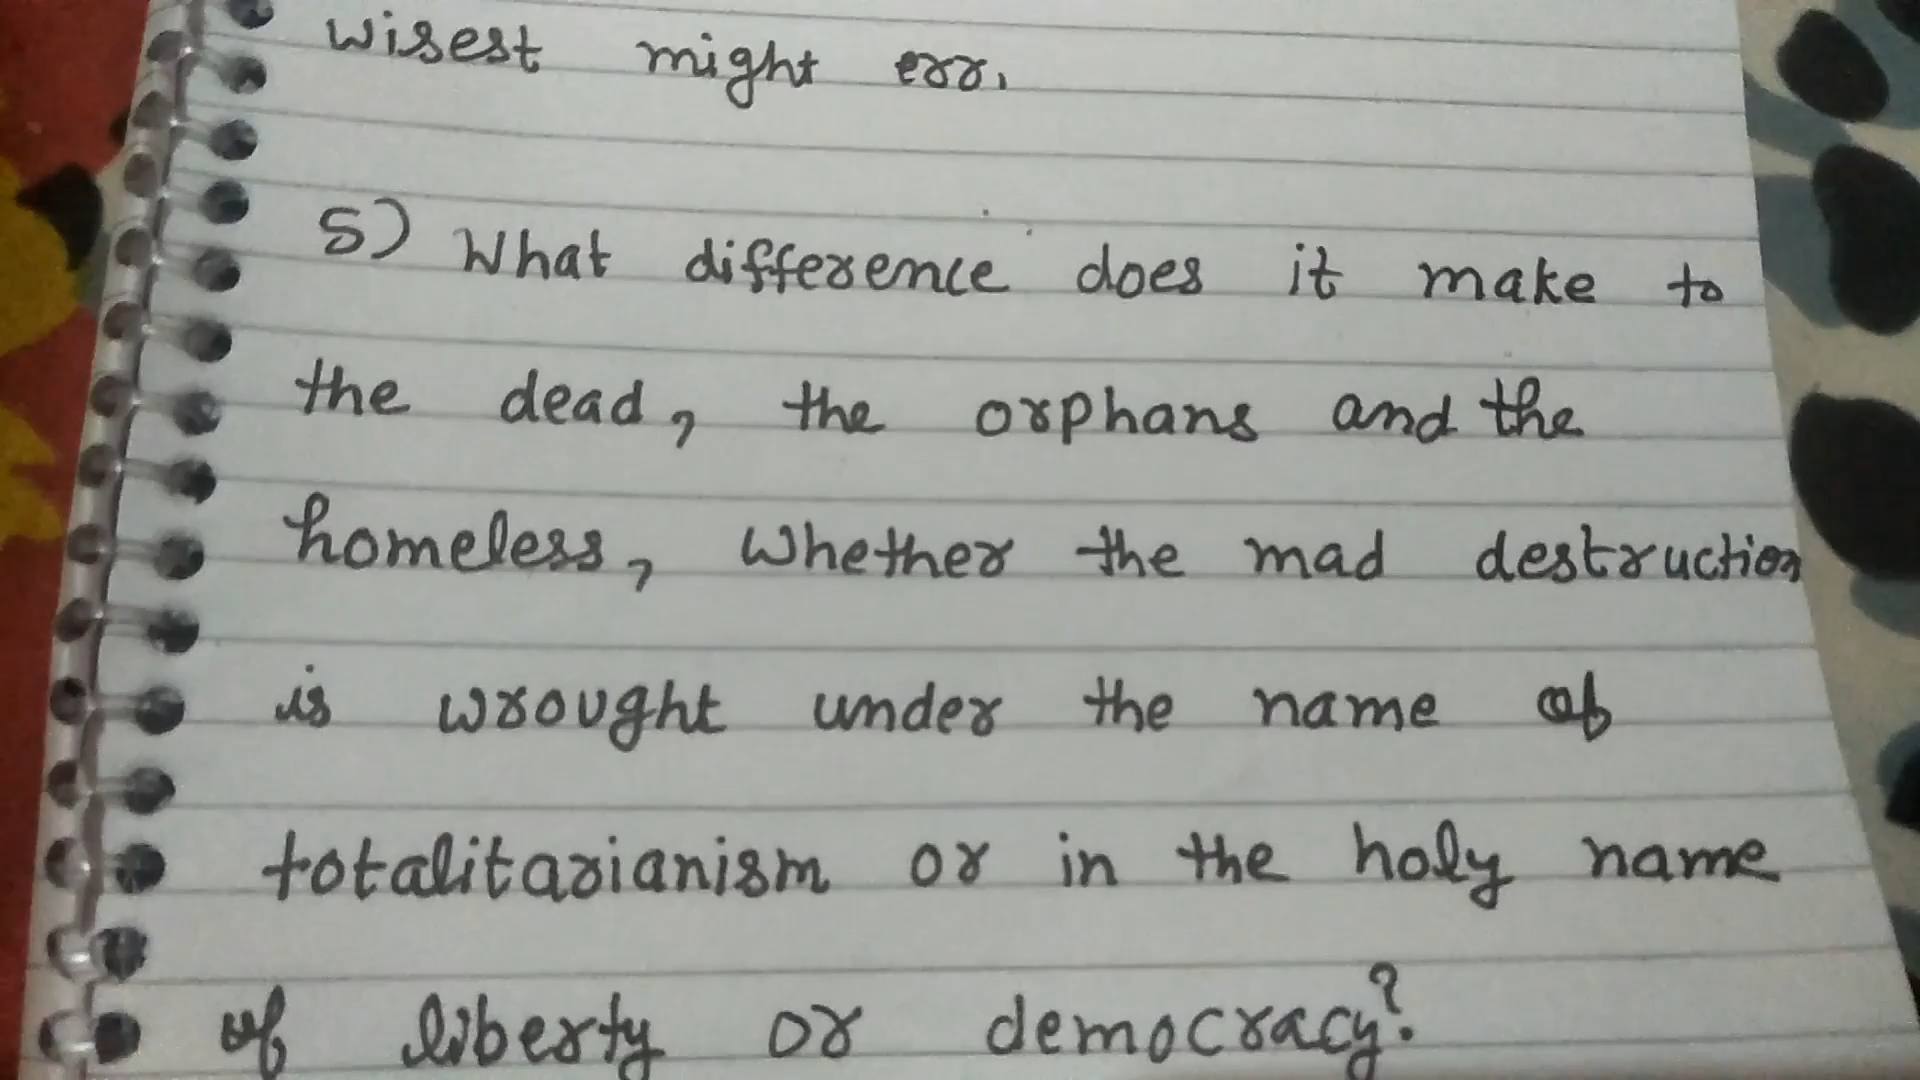 wisest might err.
5) What difference does it make to
the dead, the orphans and the
homeless, whether the mad destruction
is wrought under the name of
totalitarianism or in the holy name
of liberty or democracy?